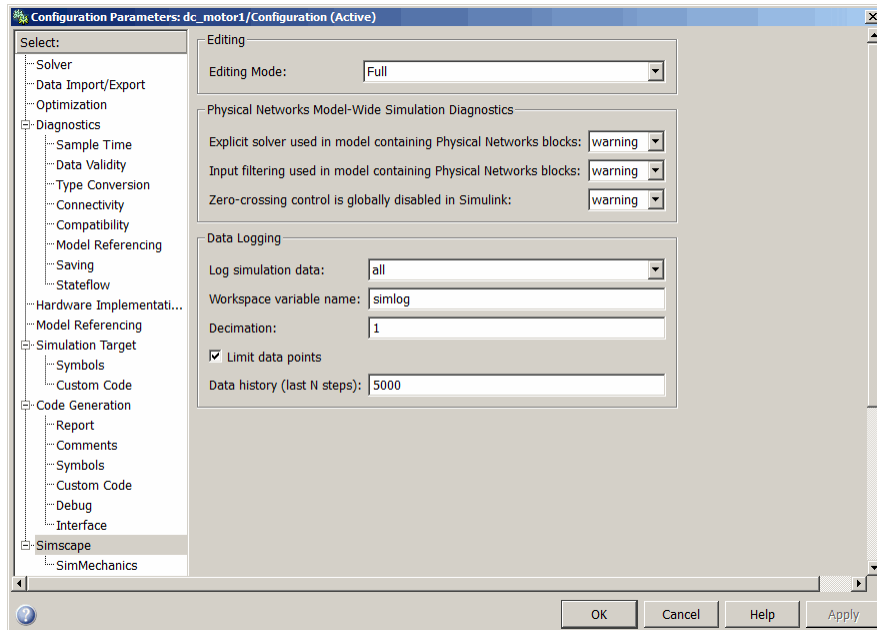 Configuration Parameters: dc_motor1/Configuration (Active)
Select:
Solver
Data Import/Export
Optimization
Diagnostics
Sample Time
Data Validity
Type Conversion
Connectivity
Compatibility
Model Referencing
Saving
Stateflow
Hardware Implementati...
Model Referencing
Simulation Target
Symbols
Custom Code
Code Generation
Report
Comments
Symbols
Custom Code
Debug
Interface
Simscape
SimMechanics
Editing
Editing Mode: Full
Physical Networks Model-Wide Simulation Diagnostics
Explicit solver used in model containing Physical Networks blocks: warning
Input filtering used in model containing Physical Networks blocks: warning
Zero-crossing control is globally disabled in Simulink: warning
Data Logging
Log simulation data: all
Workspace variable name: simlog
Decimation: 1
Limit data points
Data history (last N steps): 5000
OK Cancel Help Apply